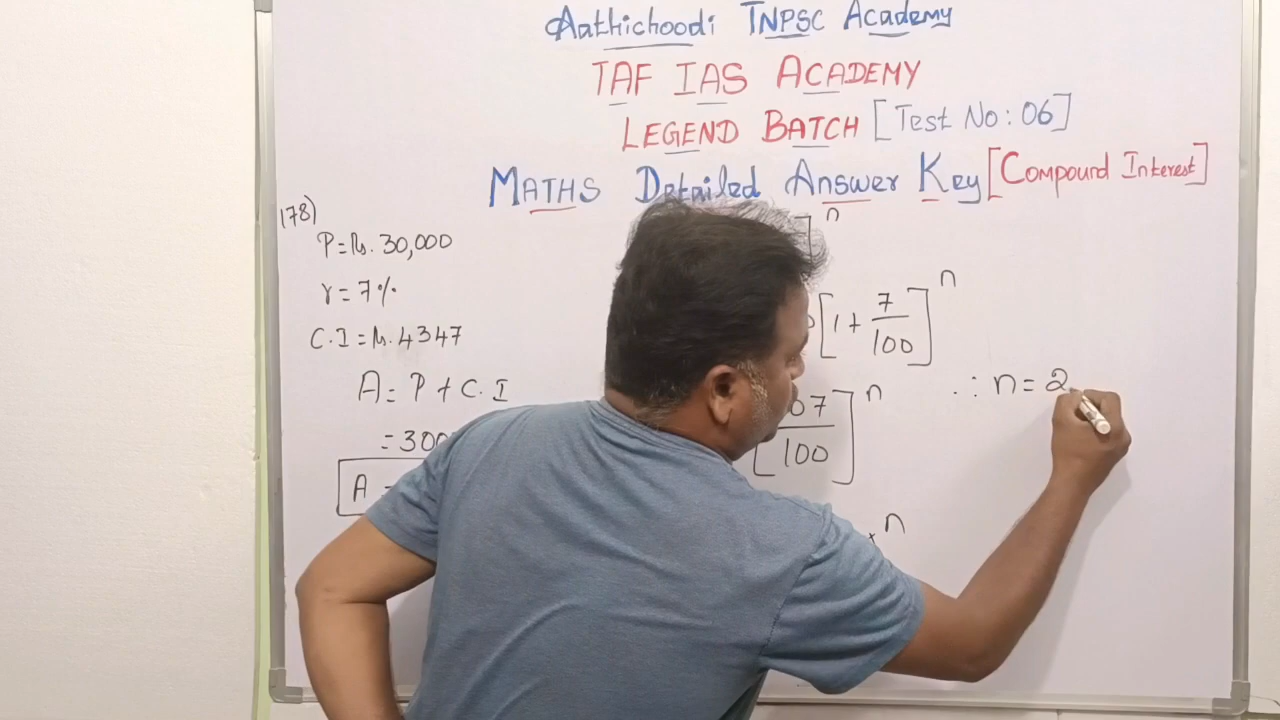 Aathichoodi TNPSC Academy
TAF IAS ACADEMY
LEGEND BATCH [Test No: 06]
MATHS Detailed Answer Key [Compound Interest]
178)
P=Rs. 30,000
r=7%
C.I=Rs.4347
A= P + C.I
=300
A =
n
[1+ 7/100]^n
[107/100]^n
n
∴ n=2